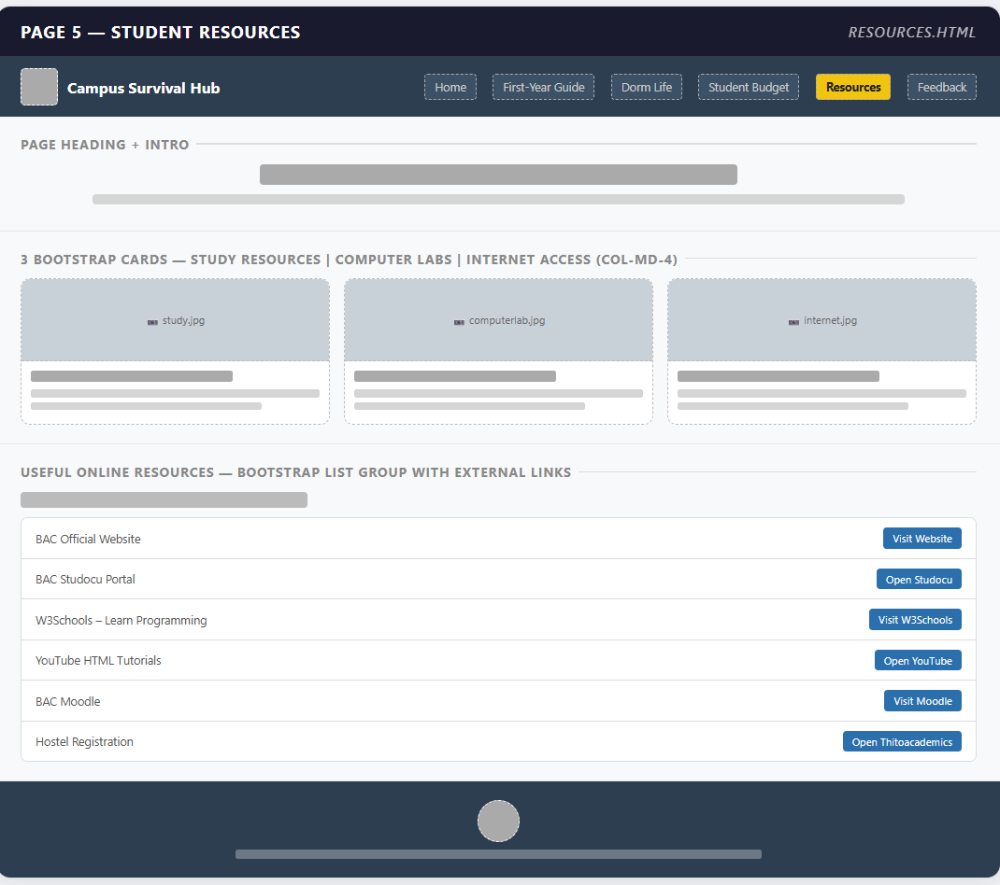 PAGE 5 — STUDENT RESOURCES
RESOURCES.HTML
Campus Survival Hub
Home
First-Year Guide
Dorm Life
Student Budget
Resources
Feedback
PAGE HEADING + INTRO
3 BOOTSTRAP CARDS — STUDY RESOURCES | COMPUTER LABS | INTERNET ACCESS (COL-MD-4)
study.jpg
computerlab.jpg
internet.jpg
USEFUL ONLINE RESOURCES — BOOTSTRAP LIST GROUP WITH EXTERNAL LINKS
BAC Official Website
Visit Website
BAC Studocu Portal
Open Studocu
W3Schools – Learn Programming
Visit W3Schools
YouTube HTML Tutorials
Open YouTube
BAC Moodle
Visit Moodle
Hostel Registration
Open Thitoacademics